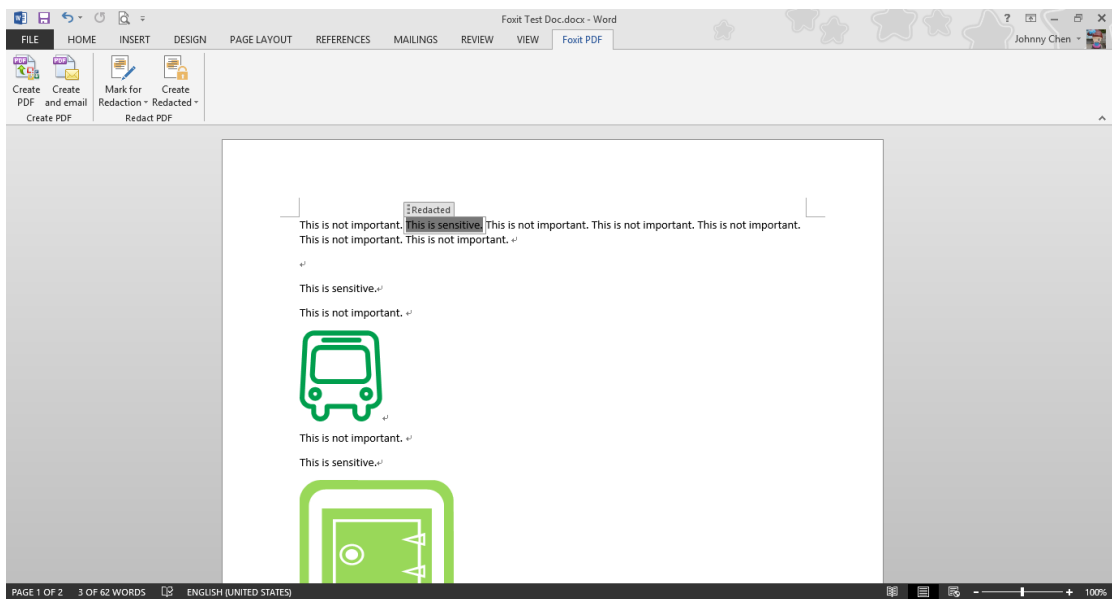 Foxit Test Doc.docx - Word
?
FILE HOME INSERT DESIGN PAGE LAYOUT REFERENCES MAILINGS REVIEW VIEW Foxit PDF
Johnny Chen
Create PDF
Create and email
Mark for Redaction
Create Redacted
Create PDF
Redact PDF
Redacted
This is not important. This is sensitive. This is not important. This is not important. This is not important.
This is not important. This is not important.
This is sensitive.
This is not important.
This is not important.
This is sensitive.
PAGE 1 OF 2 3 OF 62 WORDS ENGLISH (UNITED STATES)
- + 100%